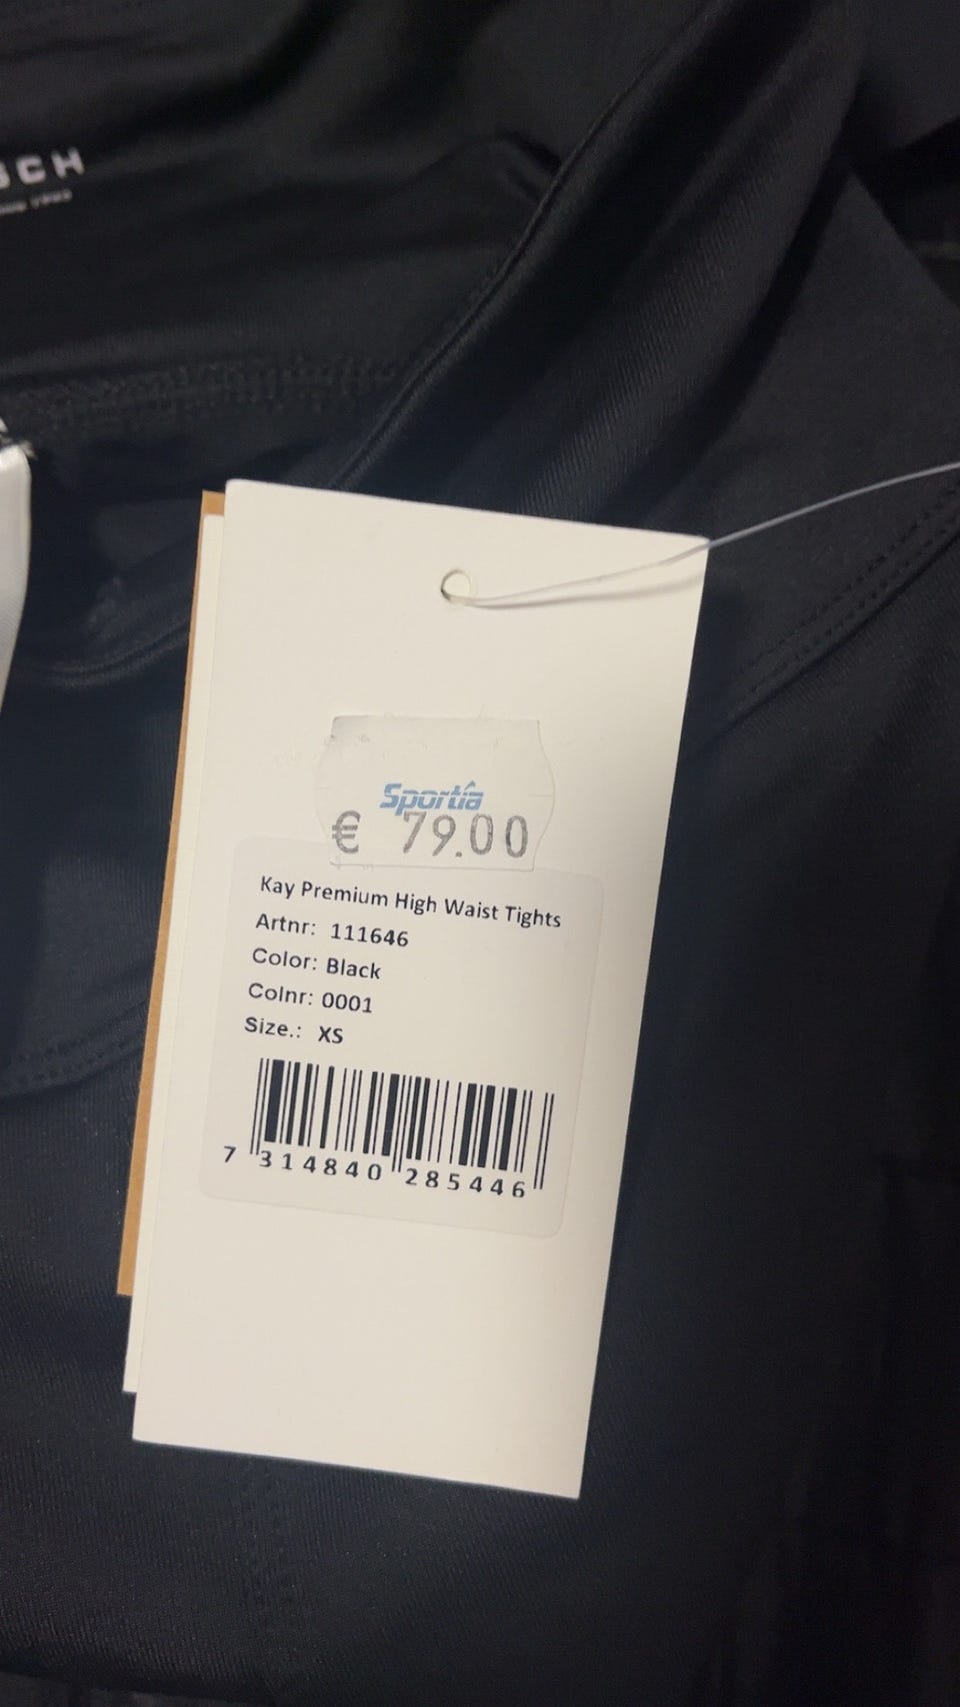 SCH
Sportia
€ 79.00
Kay Premium High Waist Tights
Artnr: 111646
Color: Black
Colnr: 0001
Size.: XS
7 314840 285446